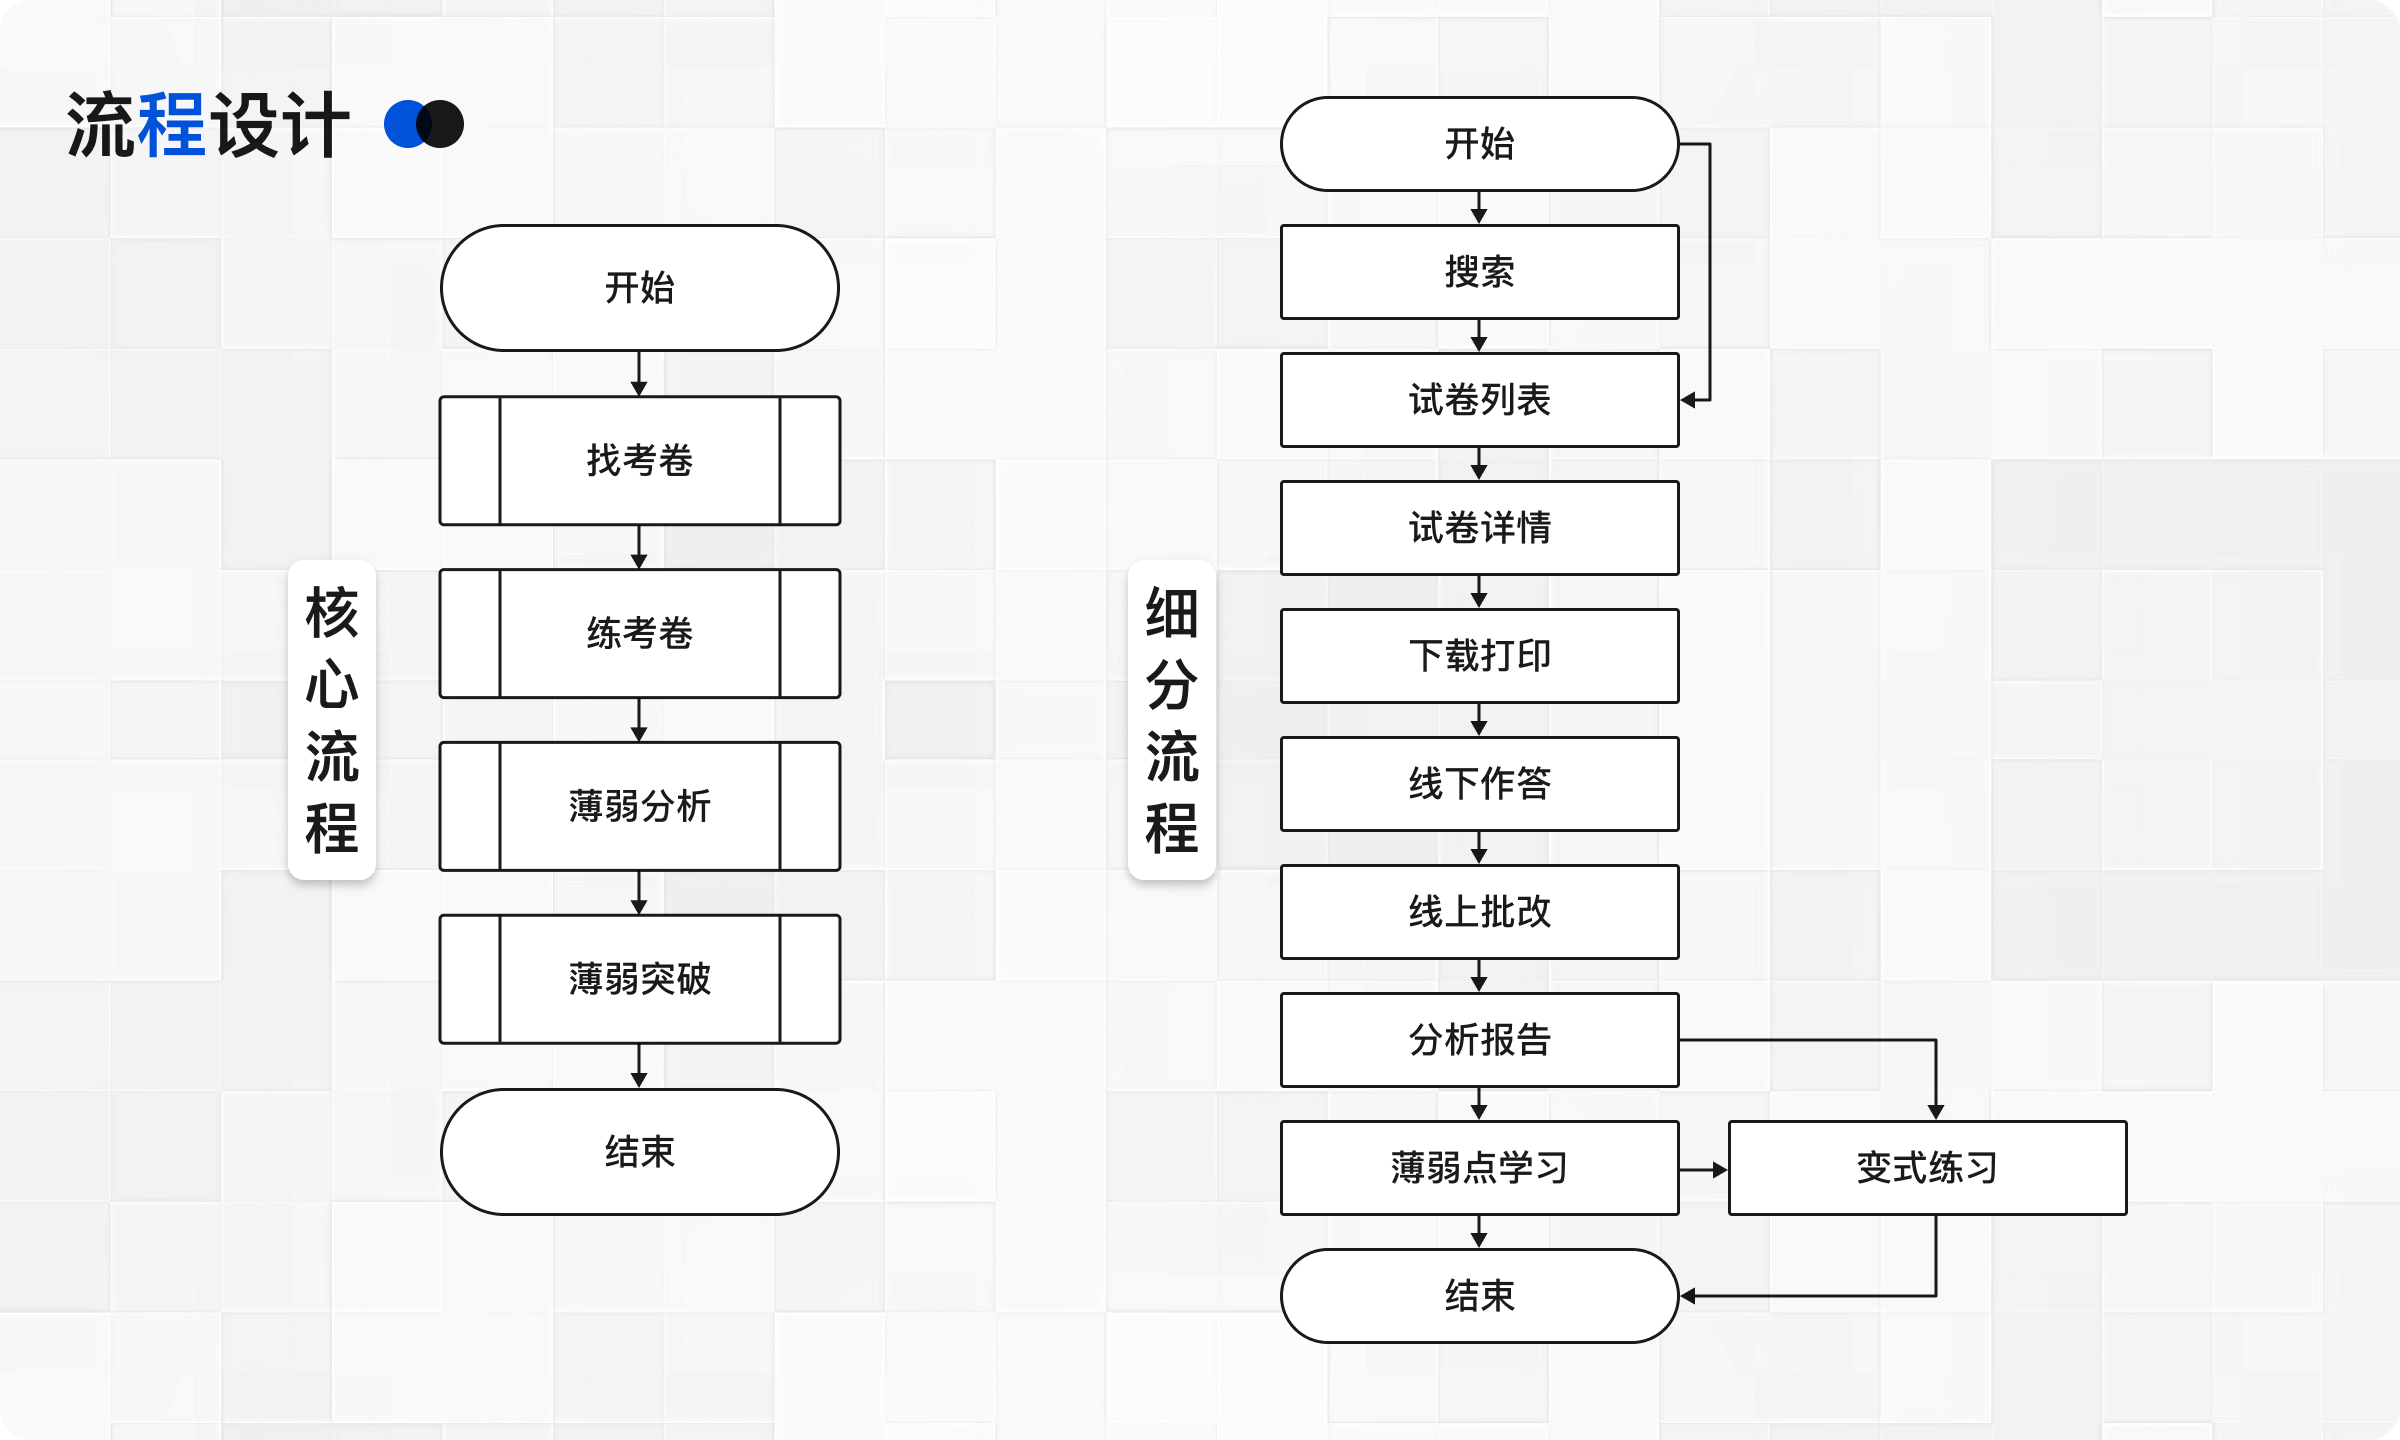 流程设计
核心流程
开始
找考卷
练考卷
薄弱分析
薄弱突破
结束
细分流程
开始
搜索
试卷列表
试卷详情
下载打印
线下作答
线上批改
分析报告
薄弱点学习
变式练习
结束